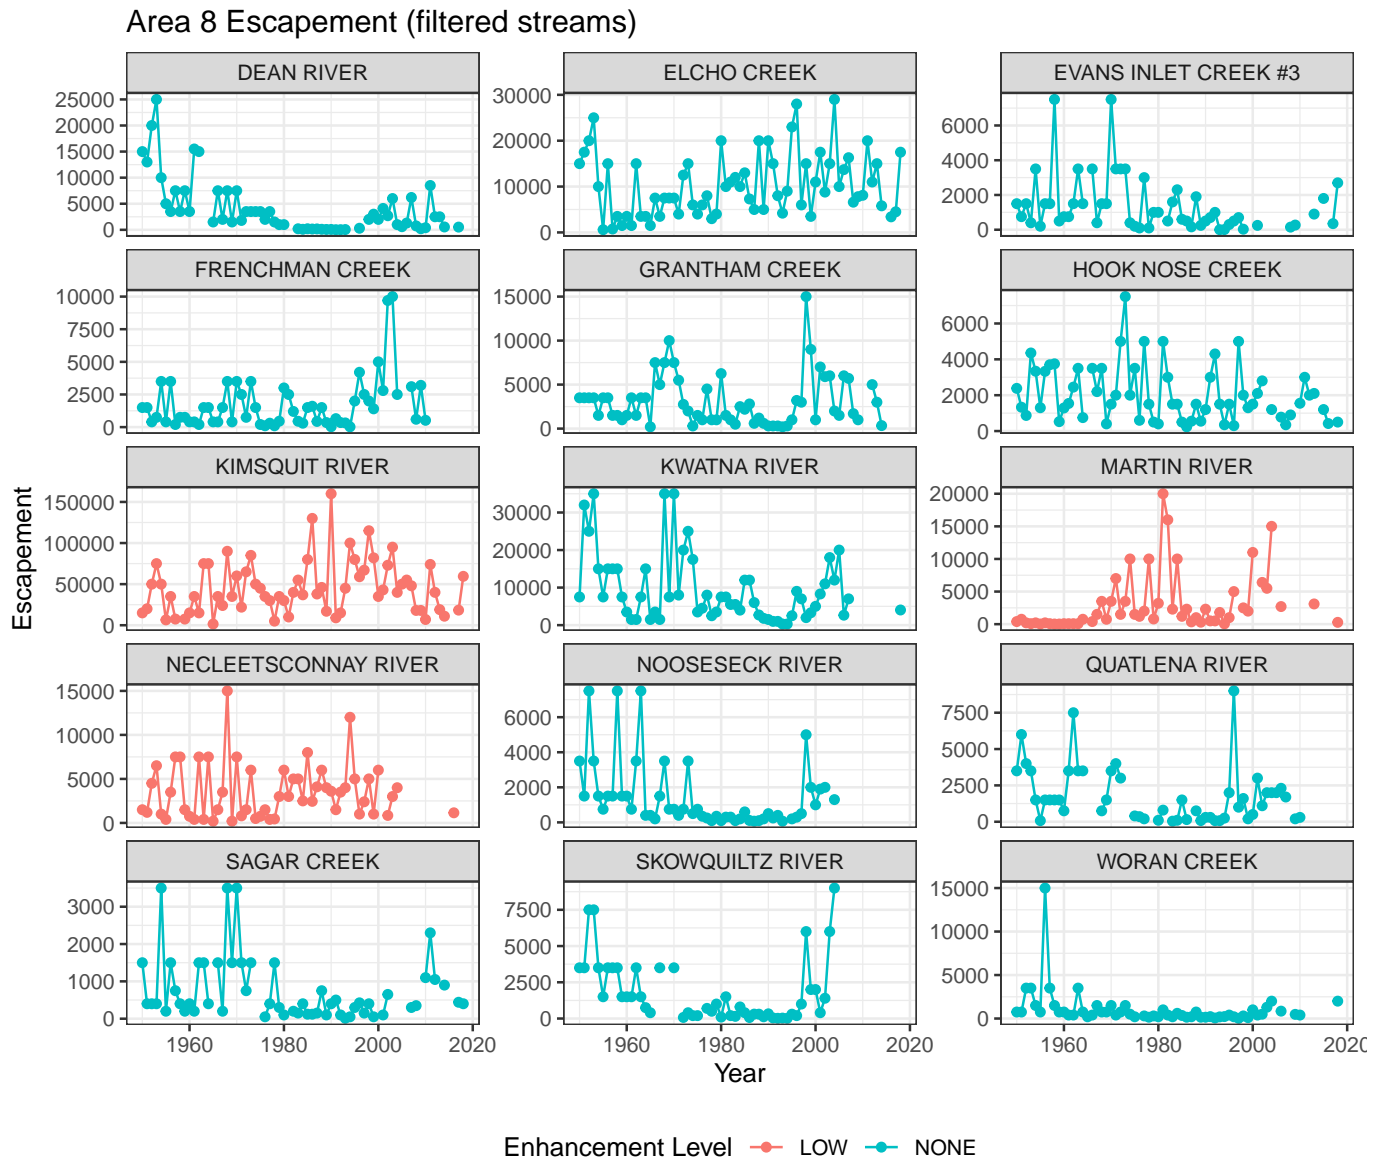 Area 8 Escapement (filtered streams)
DEAN RIVER
ELCHO CREEK
EVANS INLET CREEK #3
25000
20000
15000
10000
5000
0
30000
20000
10000
0
6000
4000
2000
0
FRENCHMAN CREEK
GRANTHAM CREEK
HOOK NOSE CREEK
10000
7500
5000
2500
0
15000
10000
5000
0
6000
4000
2000
0
KIMSQUIT RIVER
KWATNA RIVER
MARTIN RIVER
150000
100000
50000
0
30000
20000
10000
0
20000
15000
10000
5000
0
Escapement
NECLEETSCONNAY RIVER
NOOSESECK RIVER
QUATLENA RIVER
15000
10000
5000
0
6000
4000
2000
0
7500
5000
2500
0
SAGAR CREEK
SKOWQUILTZ RIVER
WORAN CREEK
3000
2000
1000
0
7500
5000
2500
0
15000
10000
5000
0
1960 1980 2000 2020
1960 1980 2000 2020
1960 1980 2000 2020
Year
Enhancement Level LOW NONE